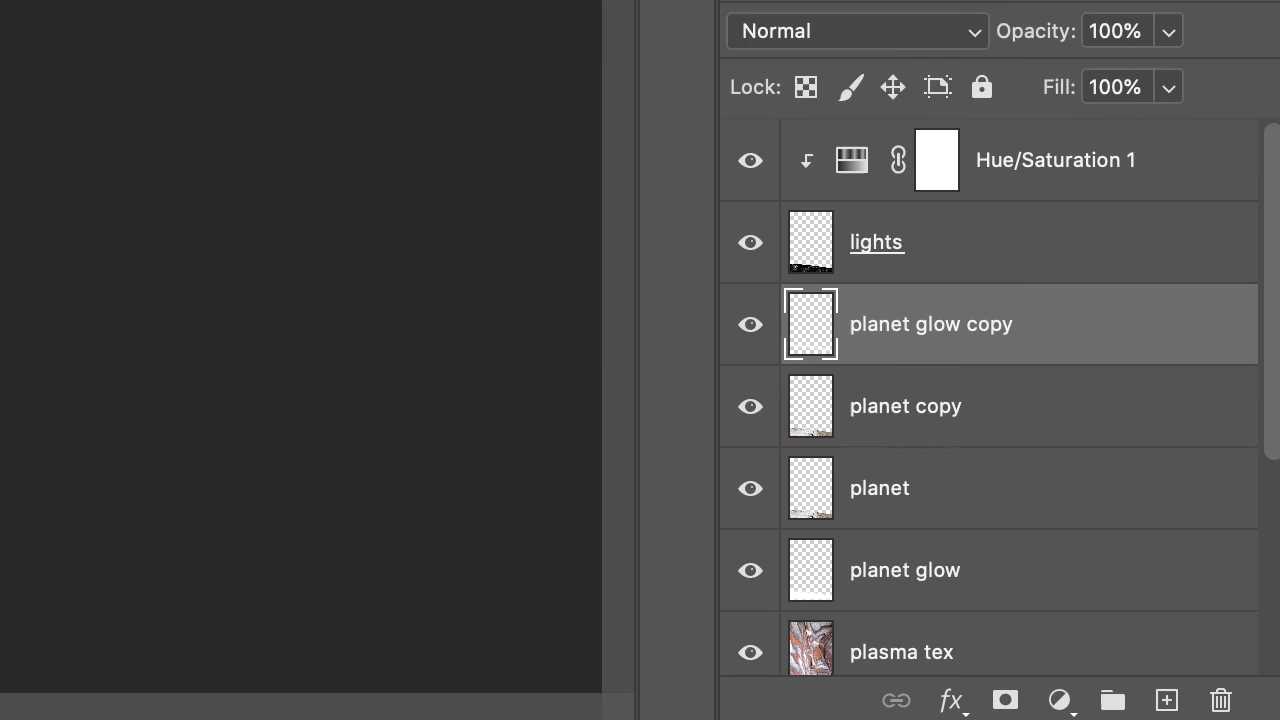 Normal Opacity: 100%
Lock: Fill: 100%
Hue/Saturation 1
lights
planet glow copy
planet copy
planet
planet glow
plasma tex
fx